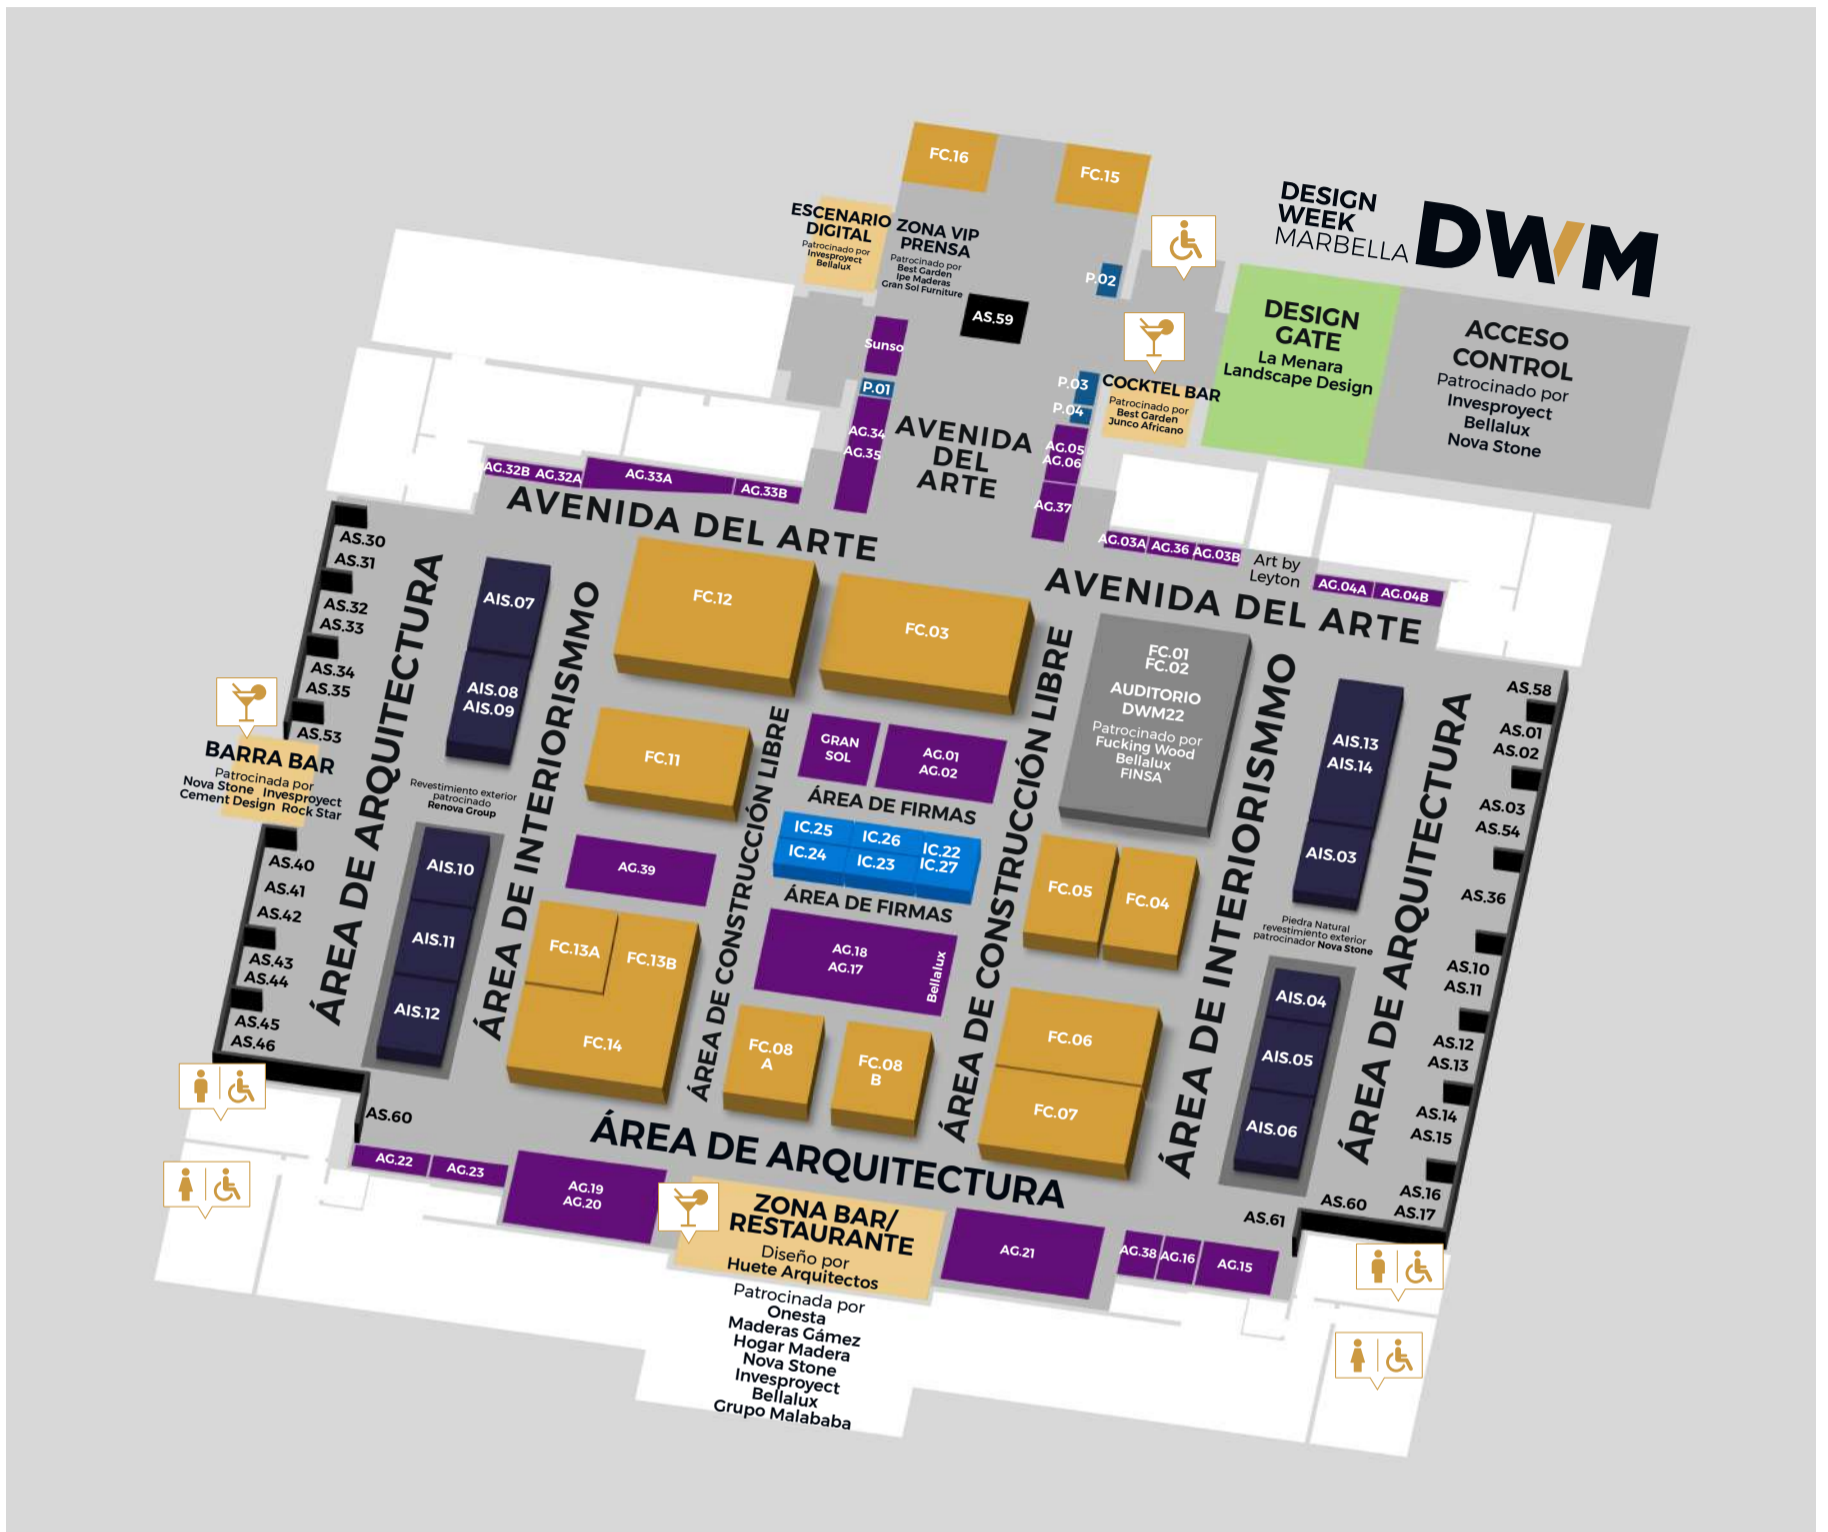 FC.16
FC.15
DESIGN
WEEK
MARBELLA
DWM
ESCENARIO
DIGITAL
Patrocinado por
Invesproyect
Bellalux
ZONA VIP
PRENSA
Patrocinado por
Best Garden
Ipe Maderas
Gran Sol Furniture
AS.59
P.02
Sunso
P.01
AG.34
AG.35
AVENIDA
DEL
ARTE
P.03
P.04
AG.05
AG.06
AG.37
COCKTEL BAR
Patrocinado por
Best Garden
Junco Africano
DESIGN
GATE
La Menara
Landscape Design
ACCESO
CONTROL
Patrocinado por
Invesproyect
Bellalux
Nova Stone
AG.32B
AG.32A
AG.33A
AG.33B
AVENIDA DEL ARTE
AG.03A
AG.36
AG.03B
Art by
Leyton
AG.04A
AG.04B
AVENIDA DEL ARTE
AS.30
AS.31
AS.32
AS.33
AS.34
AS.35
AS.53
BARRA BAR
Patrocinada por
Nova Stone Invesproyect
Cement Design Rock Star
AS.40
AS.41
AS.42
AS.43
AS.44
AS.45
AS.46
AS.60
ÁREA DE ARQUITECTURA
AIS.07
AIS.08
AIS.09
Revestimiento exterior
patrocinado
Renova Group
AIS.10
AIS.11
AIS.12
ÁREA DE INTERIORISMMO
FC.12
FC.03
FC.11
AG.39
FC.13A
FC.13B
FC.14
ÁREA DE CONSTRUCCIÓN LIBRE
GRAN
SOL
AG.01
AG.02
ÁREA DE FIRMAS
IC.25
IC.26
IC.22
IC.24
IC.23
IC.27
ÁREA DE FIRMAS
AG.18
AG.17
Bellalux
FC.08
A
FC.08
B
ÁREA DE CONSTRUCCIÓN LIBRE
FC.01
FC.02
AUDITORIO
DWM22
Patrocinado por
Fucking Wood
Bellalux
FINSA
FC.05
FC.04
FC.06
FC.07
ÁREA DE INTERIORISMMO
AIS.13
AIS.14
AIS.03
Piedra Natural
revestimiento exterior
patrocinador Nova Stone
AIS.04
AIS.05
AIS.06
ÁREA DE ARQUITECTURA
AS.58
AS.01
AS.02
AS.03
AS.54
AS.36
AS.10
AS.11
AS.12
AS.13
AS.14
AS.15
AS.16
AS.17
AS.60
AS.61
ÁREA DE ARQUITECTURA
AG.22
AG.23
AG.19
AG.20
ZONA BAR/
RESTAURANTE
Diseño por
Huete Arquitectos
Patrocinada por
Onesta
Maderas Gámez
Hogar Madera
Nova Stone
Invesproyect
Bellalux
Grupo Malababa
AG.21
AG.38
AG.16
AG.15